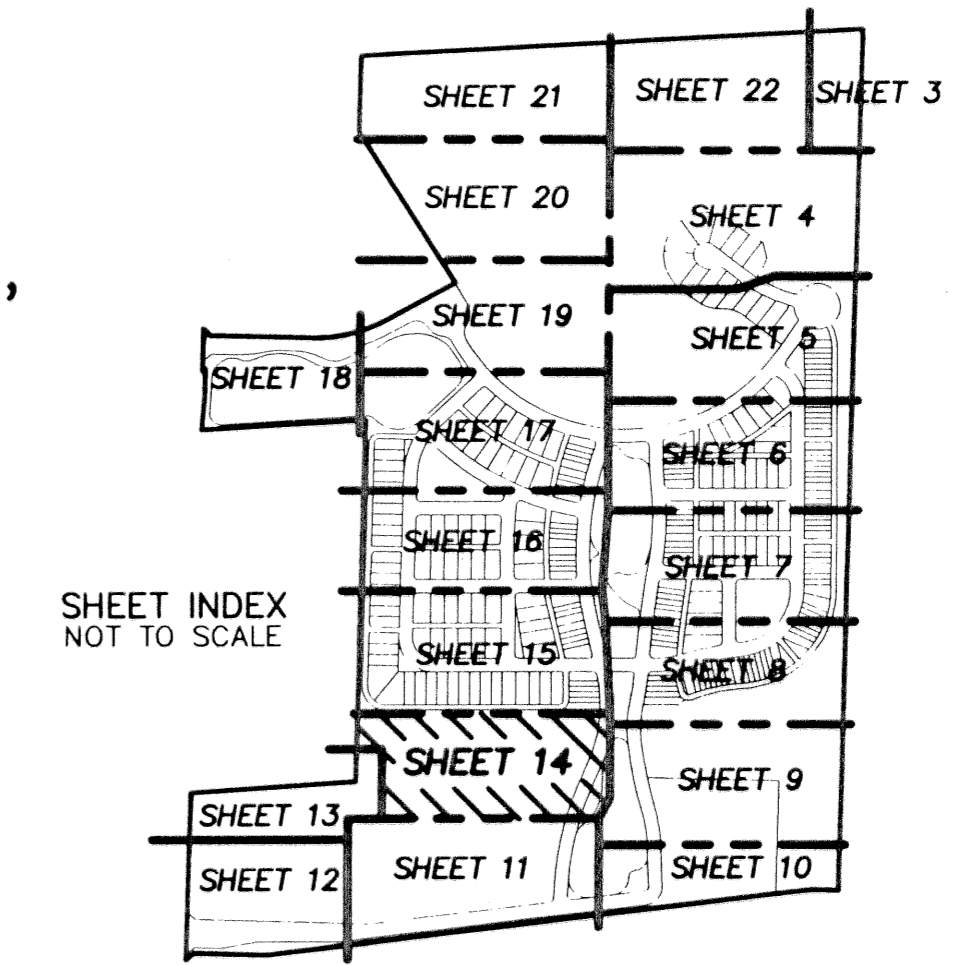 SHEET 21
SHEET 22
SHEET 3
SHEET 20
SHEET 4
,
SHEET 19
SHEET 5
SHEET 18
SHEET 17
SHEET 6
SHEET 16
SHEET 7
SHEET INDEX
NOT TO SCALE
SHEET 15
SHEET 8
SHEET 14
SHEET 9
SHEET 13
SHEET 12
SHEET 11
SHEET 10